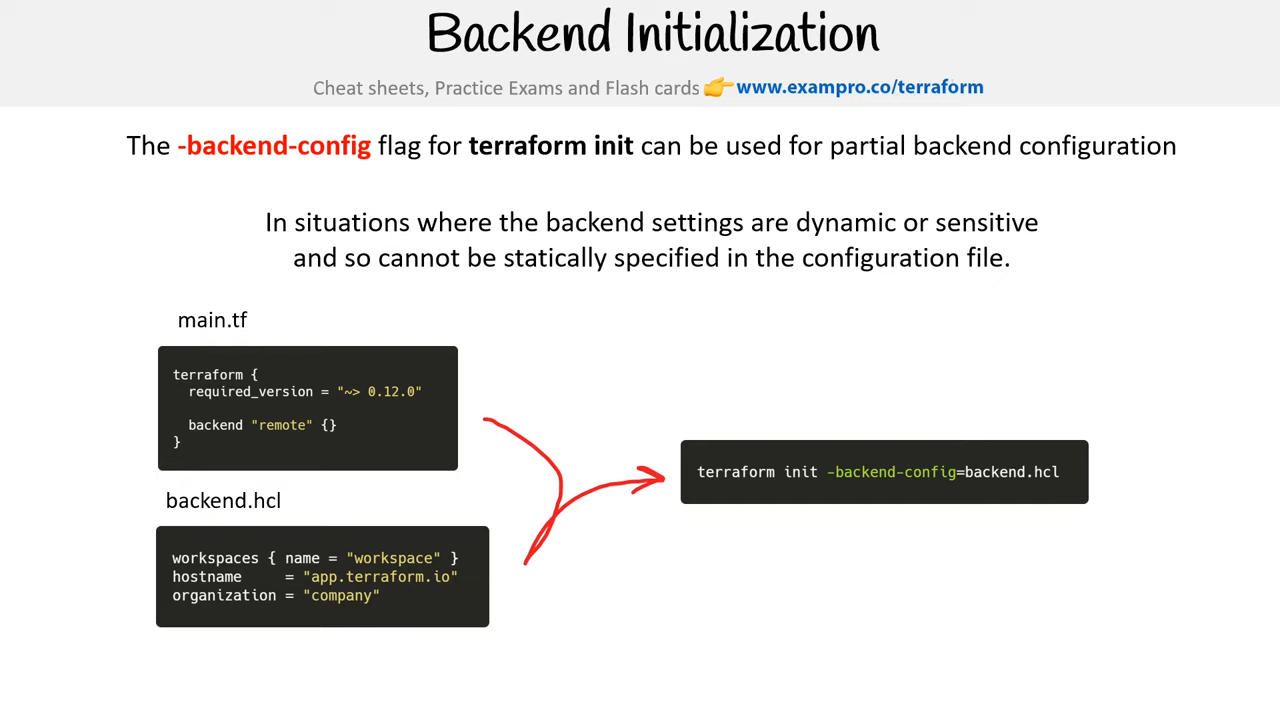 Backend Initialization
Cheat sheets, Practice Exams and Flash cards 👉 www.exampro.co/terraform
The -backend-config flag for terraform init can be used for partial backend configuration
In situations where the backend settings are dynamic or sensitive
and so cannot be statically specified in the configuration file.
main.tf
terraform {
  required_version = "~> 0.12.0"
  backend "remote" {}
}
backend.hcl
workspaces { name = "workspace" }
hostname     = "app.terraform.io"
organization = "company"
terraform init -backend-config=backend.hcl